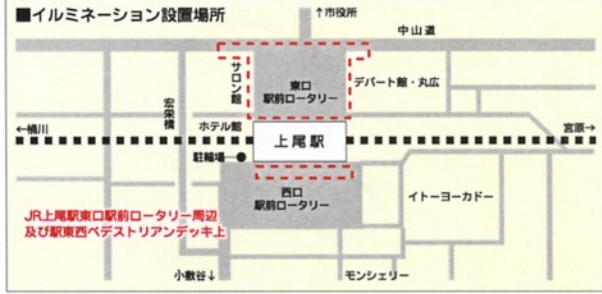 ■イルミネーション設置場所
↑市役所
中山道
サロン館
東口
駅前ロータリー
デパート館・丸広
宏栄橋
←桶川
ホテル館
上尾駅
宮原→
駐輪場
西口
駅前ロータリー
イトーヨーカドー
JR上尾駅東口駅前ロータリー周辺
及び駅東西ペデストリアンデッキ上
小敷谷↓
モンシェリー